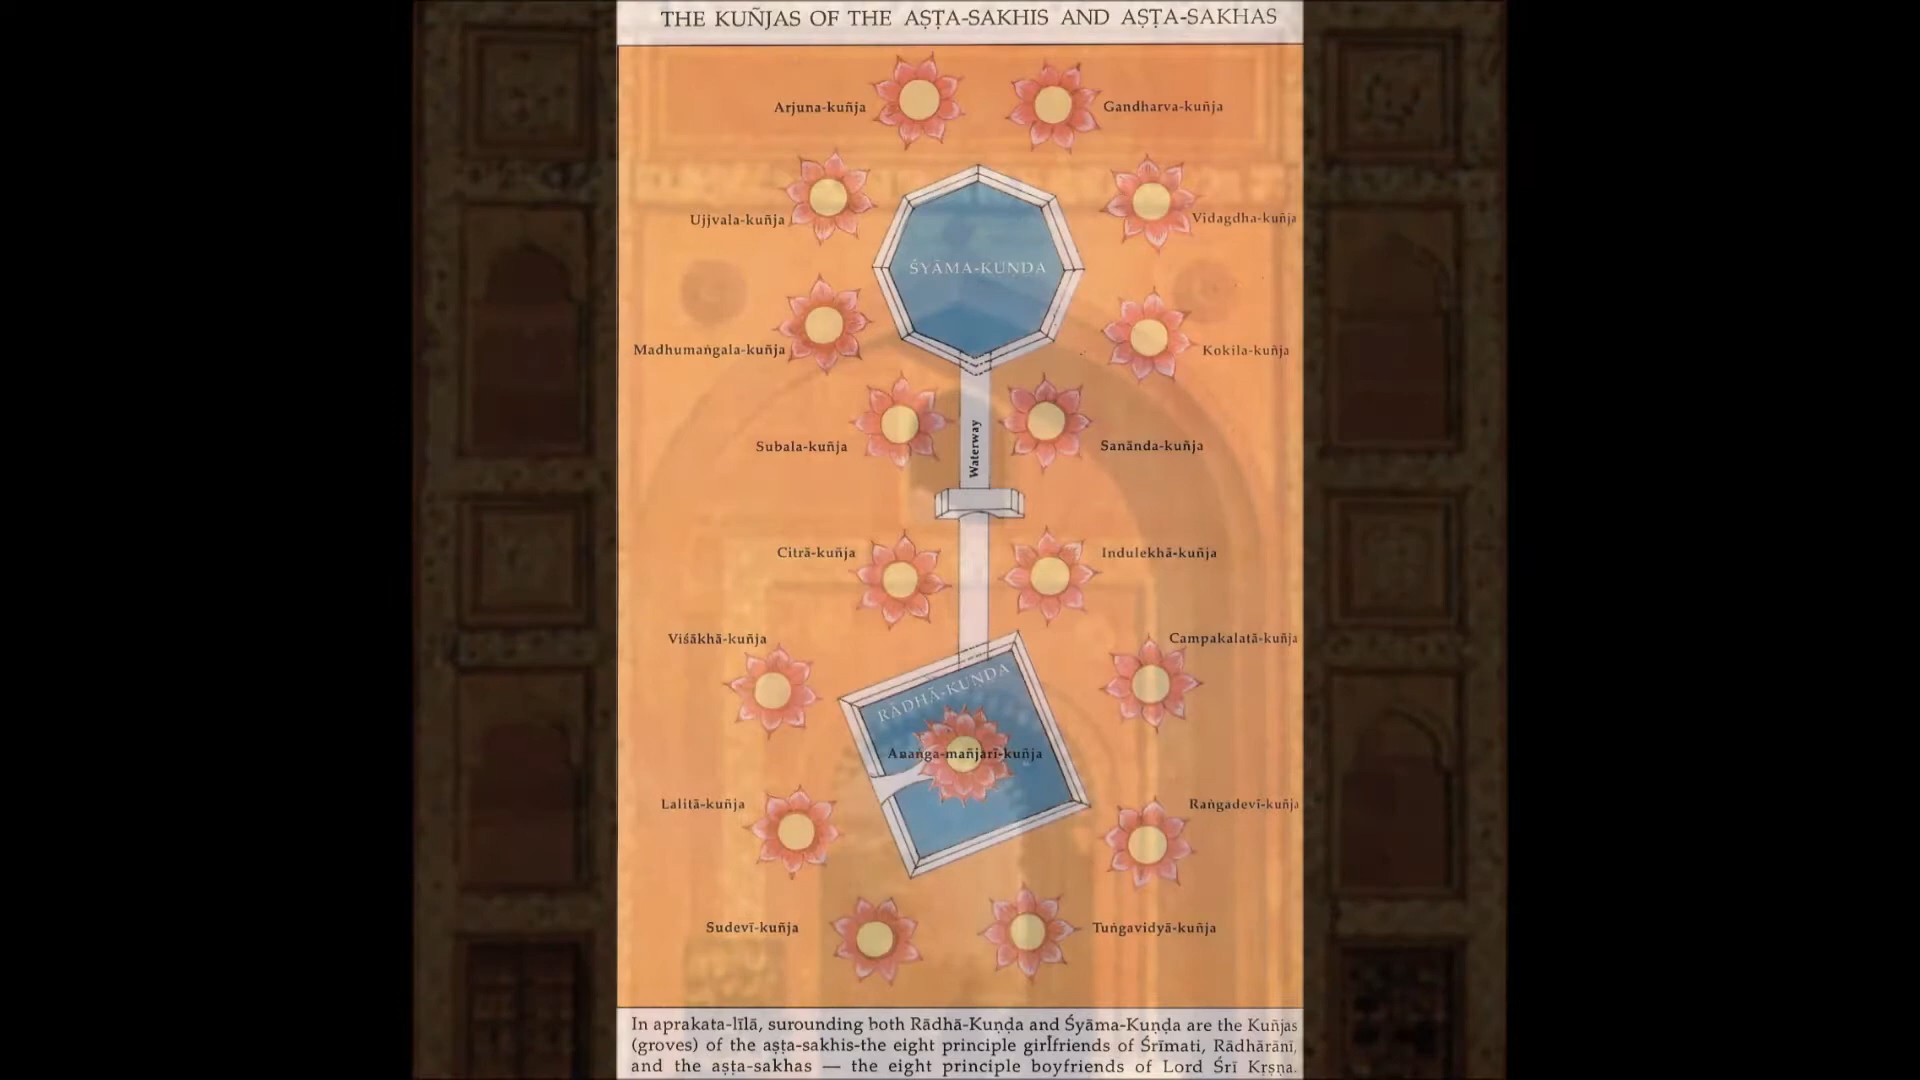 THE KUÑJAS OF THE AṢṬA-SAKHIS AND AṢṬA-SAKHAS
Arjuna-kuñja
Gandharva-kuñja
Ujjvala-kuñja
Vidagdha-kuñja
ŚYĀMA-KUṆḌA
Madhumaṅgala-kuñja
Kokila-kuñja
Subala-kuñja
Waterway
Sanānda-kuñja
Citrā-kuñja
Indulekhā-kuñja
Viśākhā-kuñja
Campakalatā-kuñja
RĀDHĀ-KUṆḌA
Anaṅga-mañjarī-kuñja
Lalitā-kuñja
Raṅgadevī-kuñja
Sudevī-kuñja
Tuṅgavidyā-kuñja
In aprakata-līlā, surounding both Rādhā-Kuṇḍa and Śyāma-Kuṇḍa are the Kuñjas
(groves) of the aṣṭa-sakhis-the eight principle girlfriends of Śrīmati, Rādhārānī,
and the aṣṭa-sakhas — the eight principle boyfriends of Lord Śrī Kṛṣṇa.